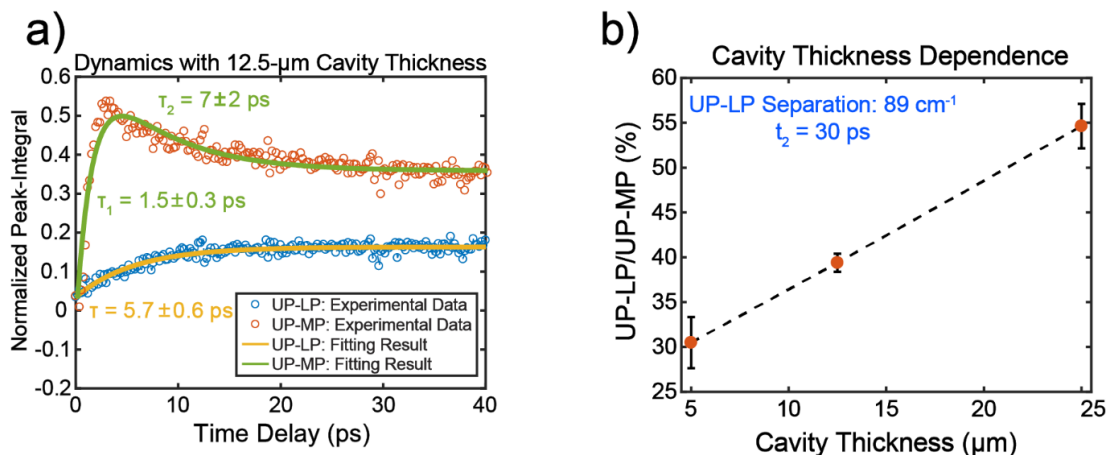 a)
Dynamics with 12.5-μm Cavity Thickness
Normalized Peak-Integral
0.6
0.5
0.4
0.3
0.2
0.1
0
-0.1
-0.2
τ₂ = 7±2 ps
τ₁ = 1.5±0.3 ps
τ = 5.7±0.6 ps
UP-LP: Experimental Data
UP-MP: Experimental Data
UP-LP: Fitting Result
UP-MP: Fitting Result
0 10 20 30 40
Time Delay (ps)
b)
Cavity Thickness Dependence
UP-LP/UP-MP (%)
60
55
50
45
40
35
30
25
UP-LP Separation: 89 cm⁻¹
t₂ = 30 ps
5 10 15 20 25
Cavity Thickness (μm)